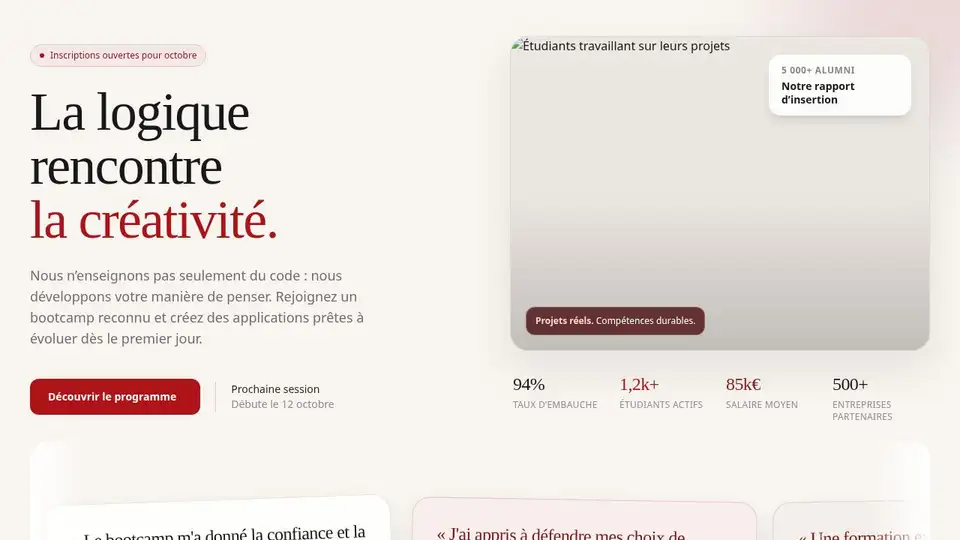 Inscriptions ouvertes pour octobre
La logique
rencontre
la créativité.
Nous n’enseignons pas seulement du code : nous
développons votre manière de penser. Rejoignez un
bootcamp reconnu et créez des applications prêtes à
évoluer dès le premier jour.
Découvrir le programme
Prochaine session
Débute le 12 octobre
Étudiants travaillant sur leurs projets
5 000+ ALUMNI
Notre rapport
d’insertion
Projets réels. Compétences durables.
94%
TAUX D’EMBAUCHE
1,2k+
ÉTUDIANTS ACTIFS
85k€
SALAIRE MOYEN
500+
ENTREPRISES
PARTENAIRES
Le bootcamp m'a donné la confiance et la
« J'ai appris à défendre mes choix de
« Une formation